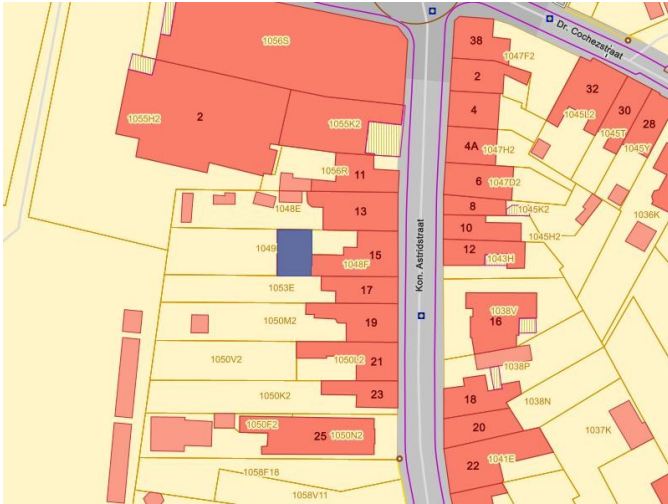 1056S
38
Dr. Cochezstraat
1047F2
2
32
1045L2
30
1045T
28
1045Y
4
1055H2
2
1055K2
4A
1047H2
1056R
11
6
1047D2
8
1045K2
1036K
1048E
13
10
1045H2
1049
15
1048F
12
1043H
Kon. Astridstraat
1053E
17
1038V
16
1050M2
19
1050V2
1050L2
21
1038P
1050K2
23
18
1038N
1050F2
25
1050N2
20
1037K
1041E
22
1058F18
1058V11